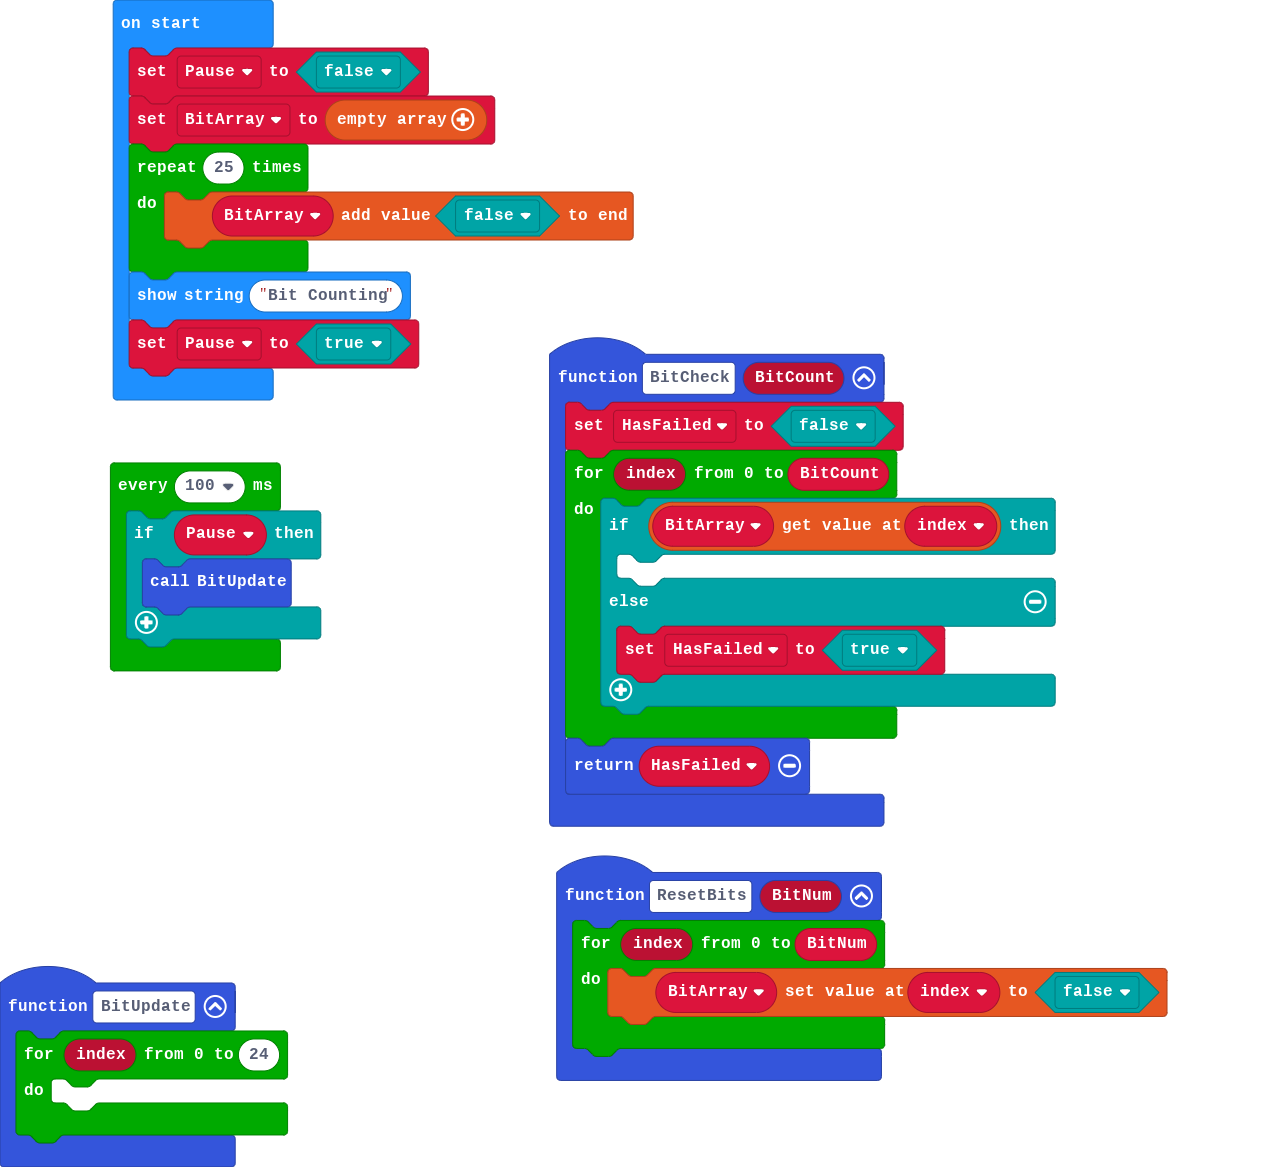 on start
set Pause to false
set BitArray to empty array
repeat 25 times
do BitArray add value false to end
show string "Bit Counting"
set Pause to true
every 100 ms
if Pause then
call BitUpdate
function BitCheck BitCount
set HasFailed to false
for index from 0 to BitCount
do
if BitArray get value at index then
else
set HasFailed to true
return HasFailed
function ResetBits BitNum
for index from 0 to BitNum
do BitArray set value at index to false
function BitUpdate
for index from 0 to 24
do